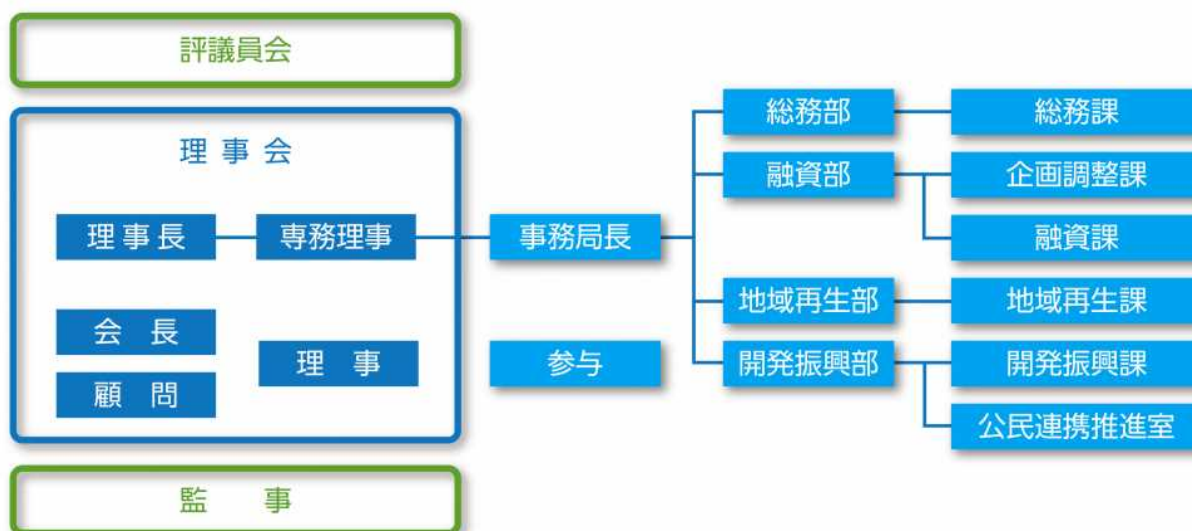 評議員会
理事会
理事長
専務理事
会長
顧問
理事
監事
事務局長
参与
総務部
総務課
融資部
企画調整課
融資課
地域再生部
地域再生課
開発振興部
開発振興課
公民連携推進室